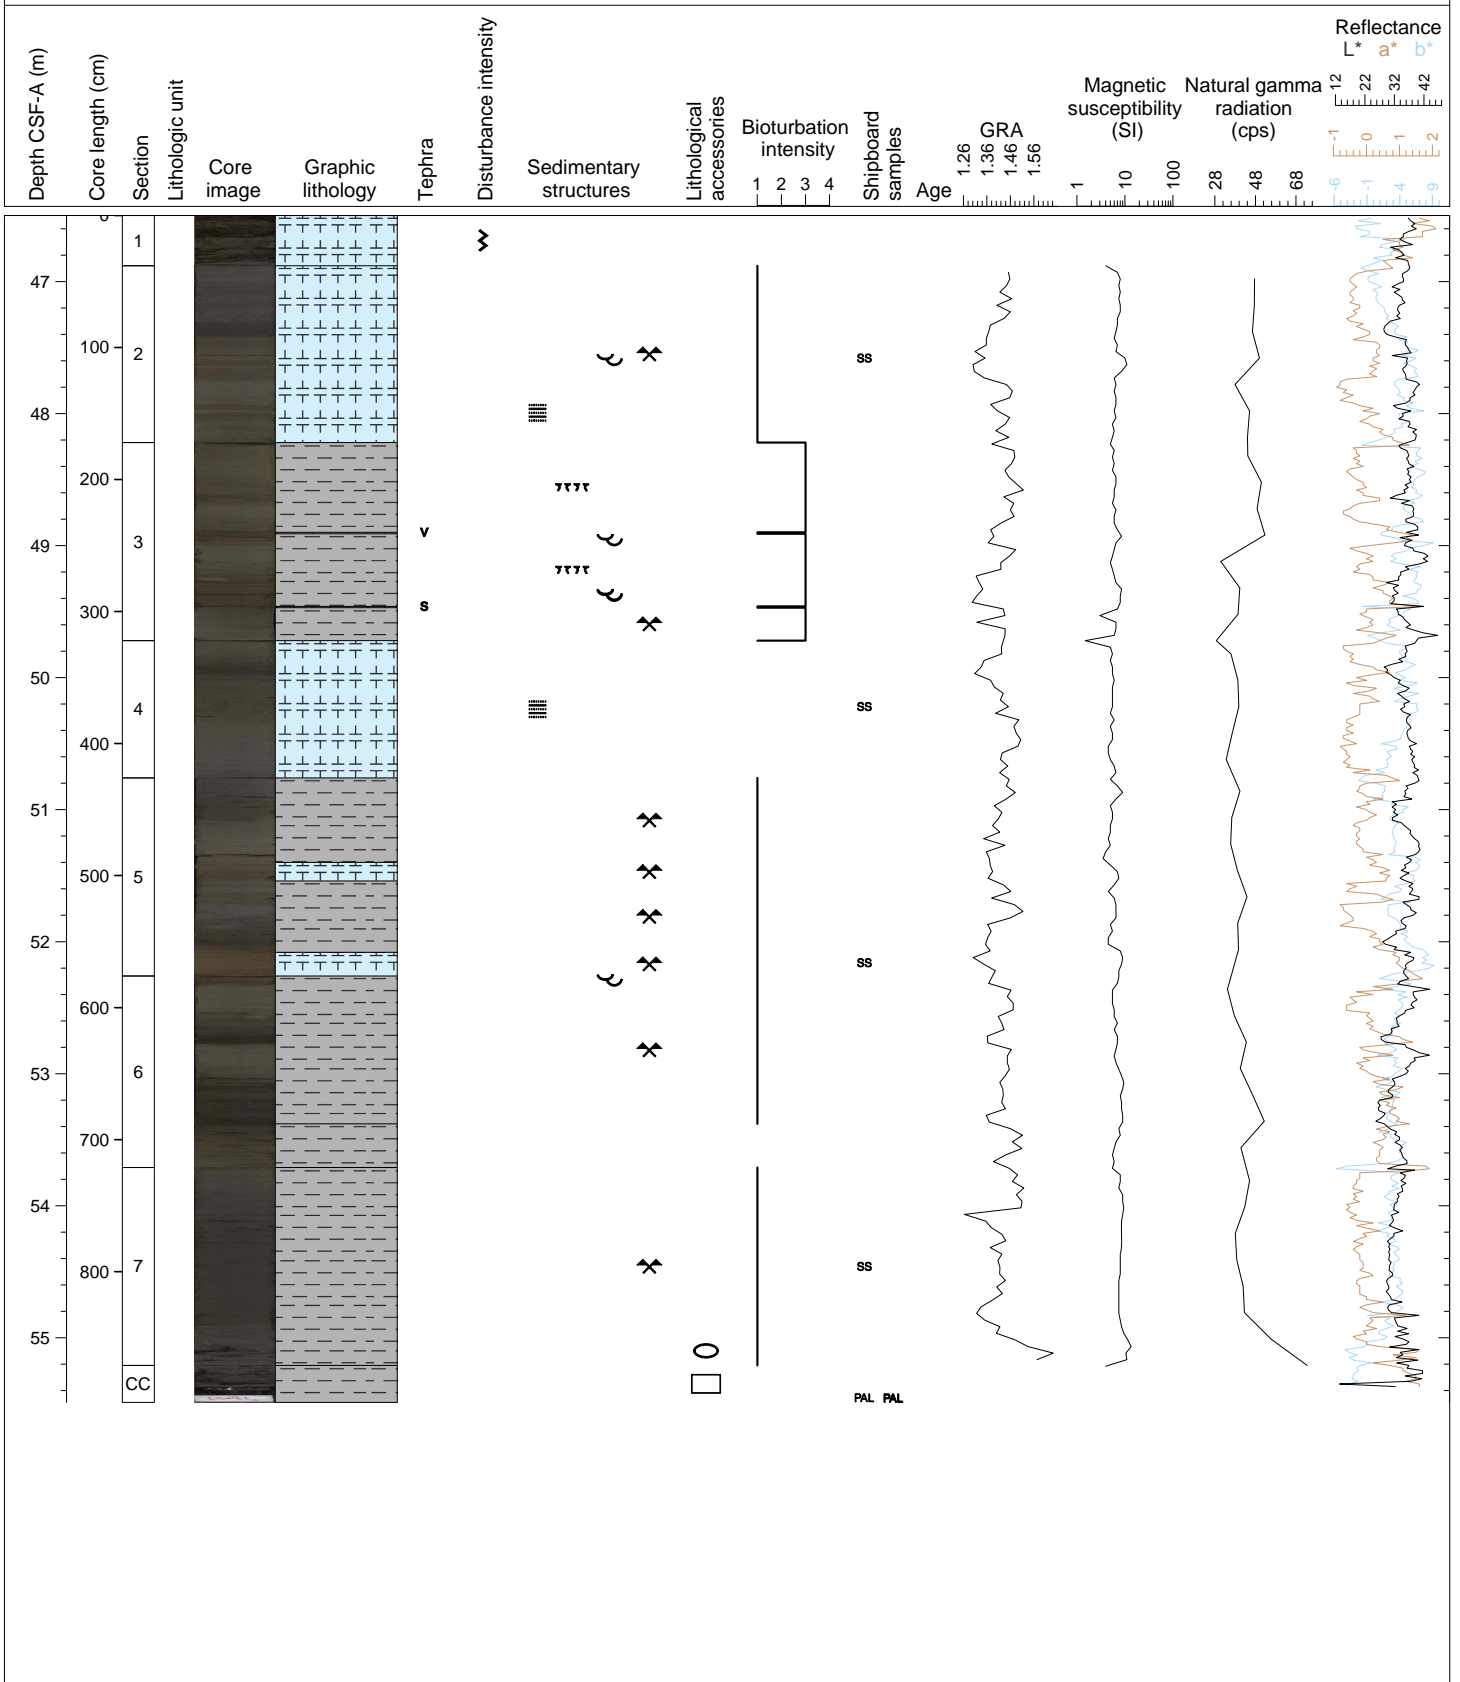 Depth CSF-A (m)
Core length (cm)
Section
Lithologic unit
Core
image
Graphic
lithology
Tephra
Disturbance intensity
Sedimentary
structures
Lithological
accessories
Bioturbation
intensity
1 2 3 4
Shipboard
samples
Age
GRA
1.26 1.36 1.46 1.56
Magnetic
susceptibility
(SI)
1 10 100
Natural gamma
radiation
(cps)
28 48 68
Reflectance
L* a* b*
12 22 32 42
-1 0 1 2
-6 -1 4 9
0
1
47
100
2
SS
48
200
V
49
3
S
300
50
4
SS
400
51
500
5
52
SS
600
6
53
700
54
7
SS
800
55
CC
PAL PAL